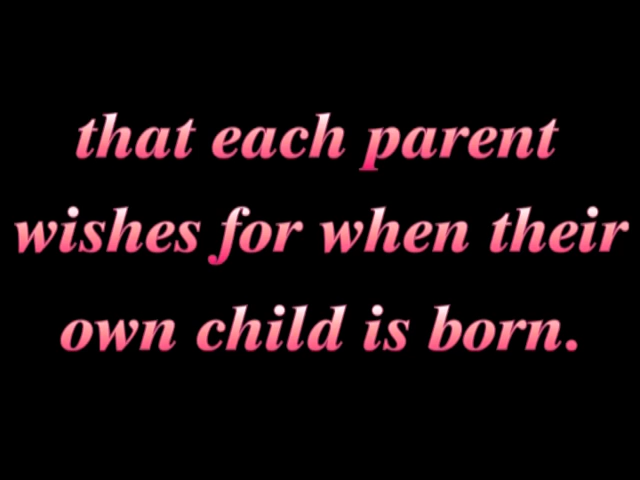 that each parent
wishes for when their
own child is born.